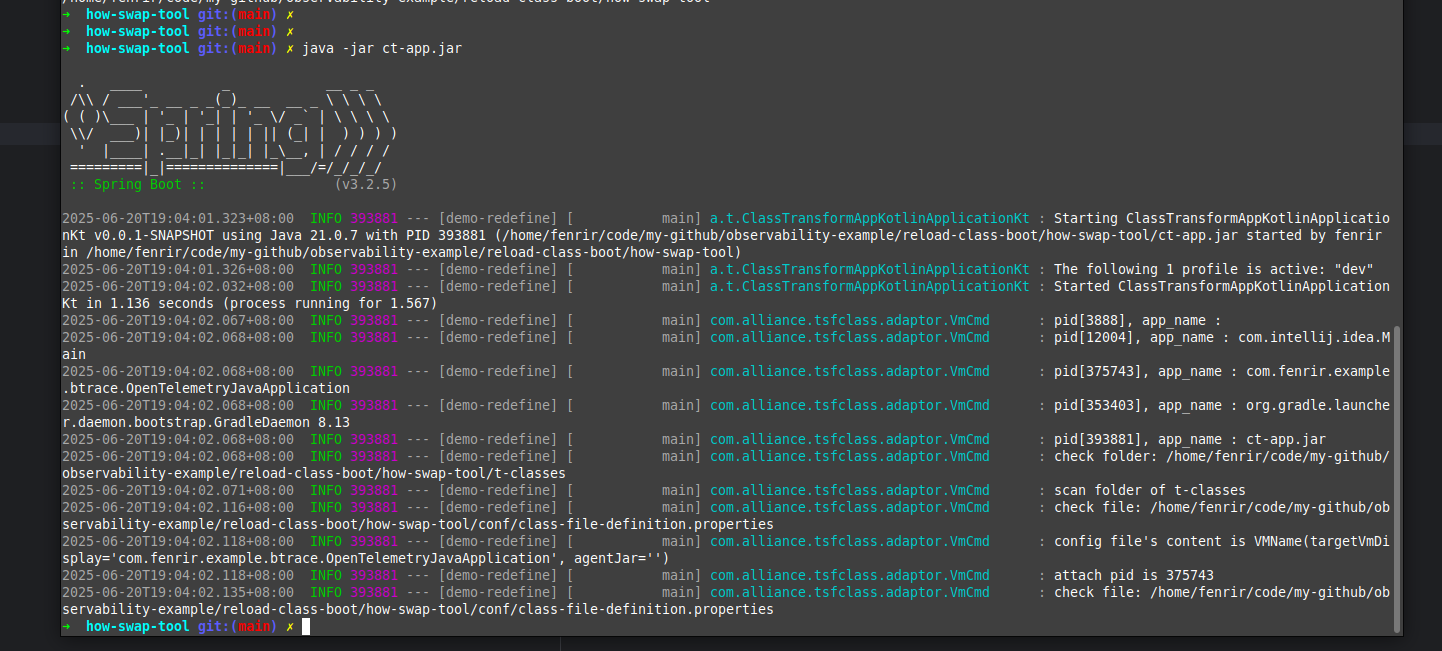 /home/fenrir/code/my-github/observability-example/reload-class-boot/how-swap-tool
➜  how-swap-tool git:(main) ✗
➜  how-swap-tool git:(main) ✗
➜  how-swap-tool git:(main) ✗ java -jar ct-app.jar

  .   ____          _            __ _ _
 /\\ / ___'_ __ _ _(_)_ __  __ _ \ \ \ \
( ( )\___ | '_ | '_| | '_ \/ _` | \ \ \ \
 \\/  ___)| |_)| | | | | || (_| |  ) ) ) )
  '  |____| .__|_| |_|_| |_\__, | / / / /
 =========|_|==============|___/=/_/_/_/
 :: Spring Boot ::                (v3.2.5)

2025-06-20T19:04:01.323+08:00  INFO 393881 --- [demo-redefine] [           main] a.t.ClassTransformAppKotlinApplicationKt : Starting ClassTransformAppKotlinApplicatio
nKt v0.0.1-SNAPSHOT using Java 21.0.7 with PID 393881 (/home/fenrir/code/my-github/observability-example/reload-class-boot/how-swap-tool/ct-app.jar started by fenrir
in /home/fenrir/code/my-github/observability-example/reload-class-boot/how-swap-tool)
2025-06-20T19:04:01.326+08:00  INFO 393881 --- [demo-redefine] [           main] a.t.ClassTransformAppKotlinApplicationKt : The following 1 profile is active: "dev"
2025-06-20T19:04:02.032+08:00  INFO 393881 --- [demo-redefine] [           main] a.t.ClassTransformAppKotlinApplicationKt : Started ClassTransformAppKotlinApplication
Kt in 1.136 seconds (process running for 1.567)
2025-06-20T19:04:02.067+08:00  INFO 393881 --- [demo-redefine] [           main] com.alliance.tsfclass.adaptor.VmCmd      : pid[3888], app_name :
2025-06-20T19:04:02.068+08:00  INFO 393881 --- [demo-redefine] [           main] com.alliance.tsfclass.adaptor.VmCmd      : pid[12004], app_name : com.intellij.idea.M
ain
2025-06-20T19:04:02.068+08:00  INFO 393881 --- [demo-redefine] [           main] com.alliance.tsfclass.adaptor.VmCmd      : pid[375743], app_name : com.fenrir.example
.btrace.OpenTelemetryJavaApplication
2025-06-20T19:04:02.068+08:00  INFO 393881 --- [demo-redefine] [           main] com.alliance.tsfclass.adaptor.VmCmd      : pid[353403], app_name : org.gradle.launche
r.daemon.bootstrap.GradleDaemon 8.13
2025-06-20T19:04:02.068+08:00  INFO 393881 --- [demo-redefine] [           main] com.alliance.tsfclass.adaptor.VmCmd      : pid[393881], app_name : ct-app.jar
2025-06-20T19:04:02.068+08:00  INFO 393881 --- [demo-redefine] [           main] com.alliance.tsfclass.adaptor.VmCmd      : check folder: /home/fenrir/code/my-github/
observability-example/reload-class-boot/how-swap-tool/t-classes
2025-06-20T19:04:02.071+08:00  INFO 393881 --- [demo-redefine] [           main] com.alliance.tsfclass.adaptor.VmCmd      : scan folder of t-classes
2025-06-20T19:04:02.116+08:00  INFO 393881 --- [demo-redefine] [           main] com.alliance.tsfclass.adaptor.VmCmd      : check file: /home/fenrir/code/my-github/ob
servability-example/reload-class-boot/how-swap-tool/conf/class-file-definition.properties
2025-06-20T19:04:02.118+08:00  INFO 393881 --- [demo-redefine] [           main] com.alliance.tsfclass.adaptor.VmCmd      : config file's content is VMName(targetVmDi
splay='com.fenrir.example.btrace.OpenTelemetryJavaApplication', agentJar='')
2025-06-20T19:04:02.118+08:00  INFO 393881 --- [demo-redefine] [           main] com.alliance.tsfclass.adaptor.VmCmd      : attach pid is 375743
2025-06-20T19:04:02.135+08:00  INFO 393881 --- [demo-redefine] [           main] com.alliance.tsfclass.adaptor.VmCmd      : check file: /home/fenrir/code/my-github/ob
servability-example/reload-class-boot/how-swap-tool/conf/class-file-definition.properties
➜  how-swap-tool git:(main) ✗